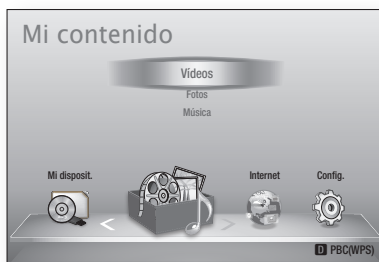 Mi contenido
Vídeos
Fotos
Música
Mi disposit.
Internet
Config.
D PBC(WPS)